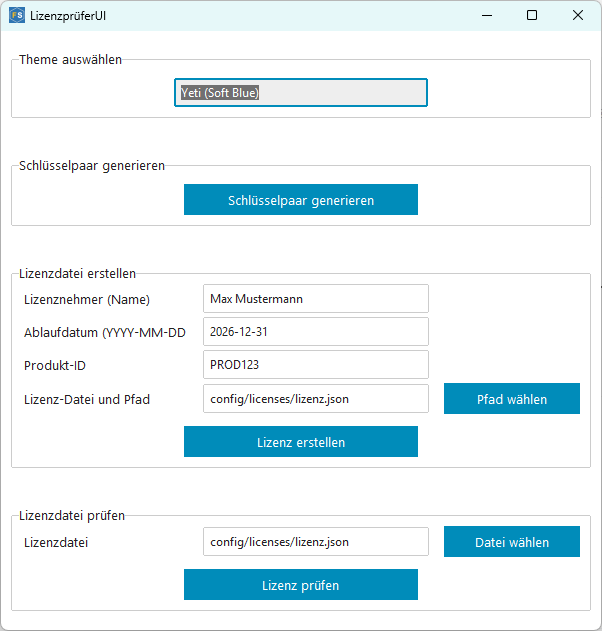 FS LizenzprüferUI
Theme auswählen
Yeti (Soft Blue)
Schlüsselpaar generieren
Schlüsselpaar generieren
Lizenzdatei erstellen
Lizenznehmer (Name) Max Mustermann
Ablaufdatum (YYYY-MM-DD 2026-12-31
Produkt-ID PROD123
Lizenz-Datei und Pfad config/licenses/lizenz.json Pfad wählen
Lizenz erstellen
Lizenzdatei prüfen
Lizenzdatei config/licenses/lizenz.json Datei wählen
Lizenz prüfen